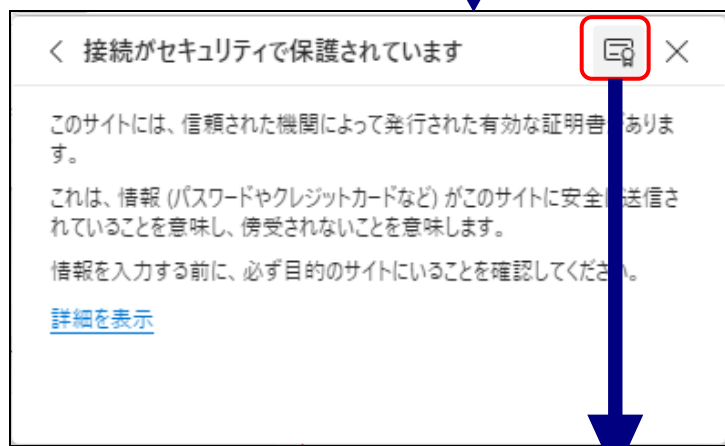 接続がセキュリティで保護されています
このサイトには、信頼された機関によって発行された有効な証明書がありま
す。
これは、情報 (パスワードやクレジットカードなど) がこのサイトに安全に送信さ
れていることを意味し、傍受されないことを意味します。
情報を入力する前に、必ず目的のサイトにいることを確認してください。
詳細を表示